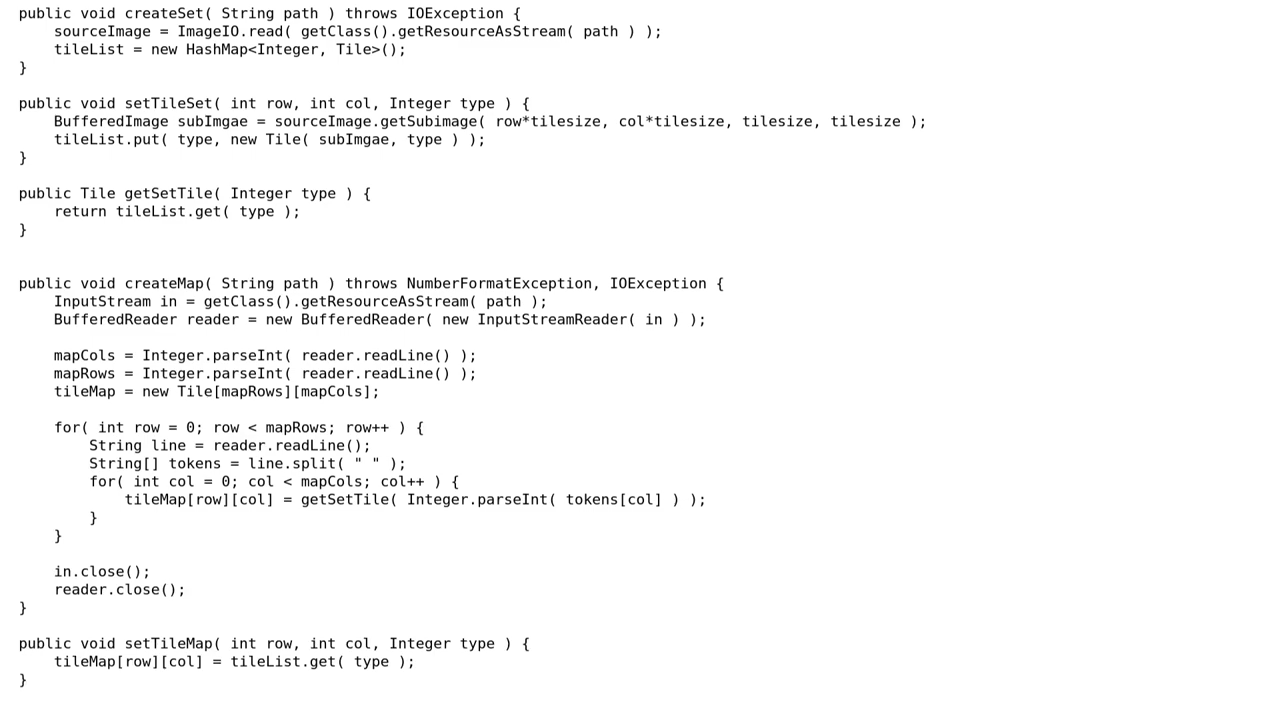 public void createSet( String path ) throws IOException {
    sourceImage = ImageIO.read( getClass().getResourceAsStream( path ) );
    tileList = new HashMap<Integer, Tile>();
}

public void setTileSet( int row, int col, Integer type ) {
    BufferedImage subImgae = sourceImage.getSubimage( row*tilesize, col*tilesize, tilesize, tilesize );
    tileList.put( type, new Tile( subImgae, type ) );
}

public Tile getSetTile( Integer type ) {
    return tileList.get( type );
}


public void createMap( String path ) throws NumberFormatException, IOException {
    InputStream in = getClass().getResourceAsStream( path );
    BufferedReader reader = new BufferedReader( new InputStreamReader( in ) );

    mapCols = Integer.parseInt( reader.readLine() );
    mapRows = Integer.parseInt( reader.readLine() );
    tileMap = new Tile[mapRows][mapCols];

    for( int row = 0; row < mapRows; row++ ) {
        String line = reader.readLine();
        String[] tokens = line.split( " " );
        for( int col = 0; col < mapCols; col++ ) {
            tileMap[row][col] = getSetTile( Integer.parseInt( tokens[col] ) );
        }
    }

    in.close();
    reader.close();
}

public void setTileMap( int row, int col, Integer type ) {
    tileMap[row][col] = tileList.get( type );
}